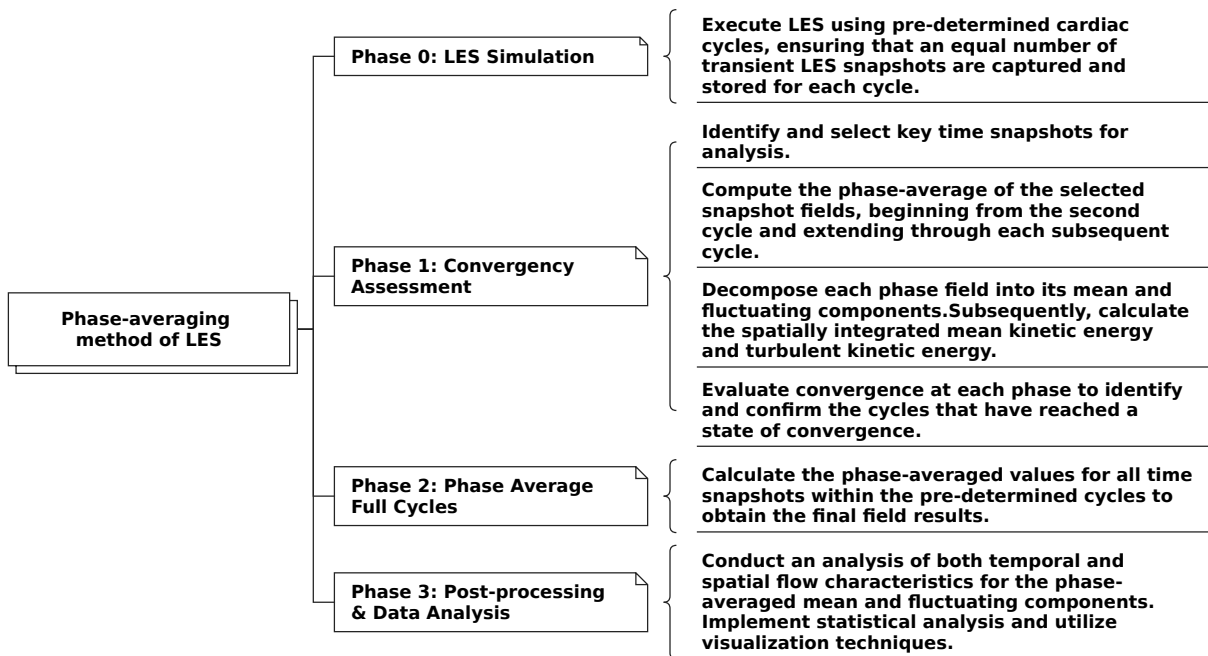 Phase-averaging
method of LES
Phase 0: LES Simulation
Execute LES using pre-determined cardiac
cycles, ensuring that an equal number of
transient LES snapshots are captured and
stored for each cycle.
Phase 1: Convergency
Assessment
Identify and select key time snapshots for
analysis.
Compute the phase-average of the selected
snapshot fields, beginning from the second
cycle and extending through each subsequent
cycle.
Decompose each phase field into its mean and
fluctuating components.Subsequently, calculate
the spatially integrated mean kinetic energy
and turbulent kinetic energy.
Evaluate convergence at each phase to identify
and confirm the cycles that have reached a
state of convergence.
Phase 2: Phase Average
Full Cycles
Calculate the phase-averaged values for all time
snapshots within the pre-determined cycles to
obtain the final field results.
Phase 3: Post-processing
& Data Analysis
Conduct an analysis of both temporal and
spatial flow characteristics for the phase-
averaged mean and fluctuating components.
Implement statistical analysis and utilize
visualization techniques.